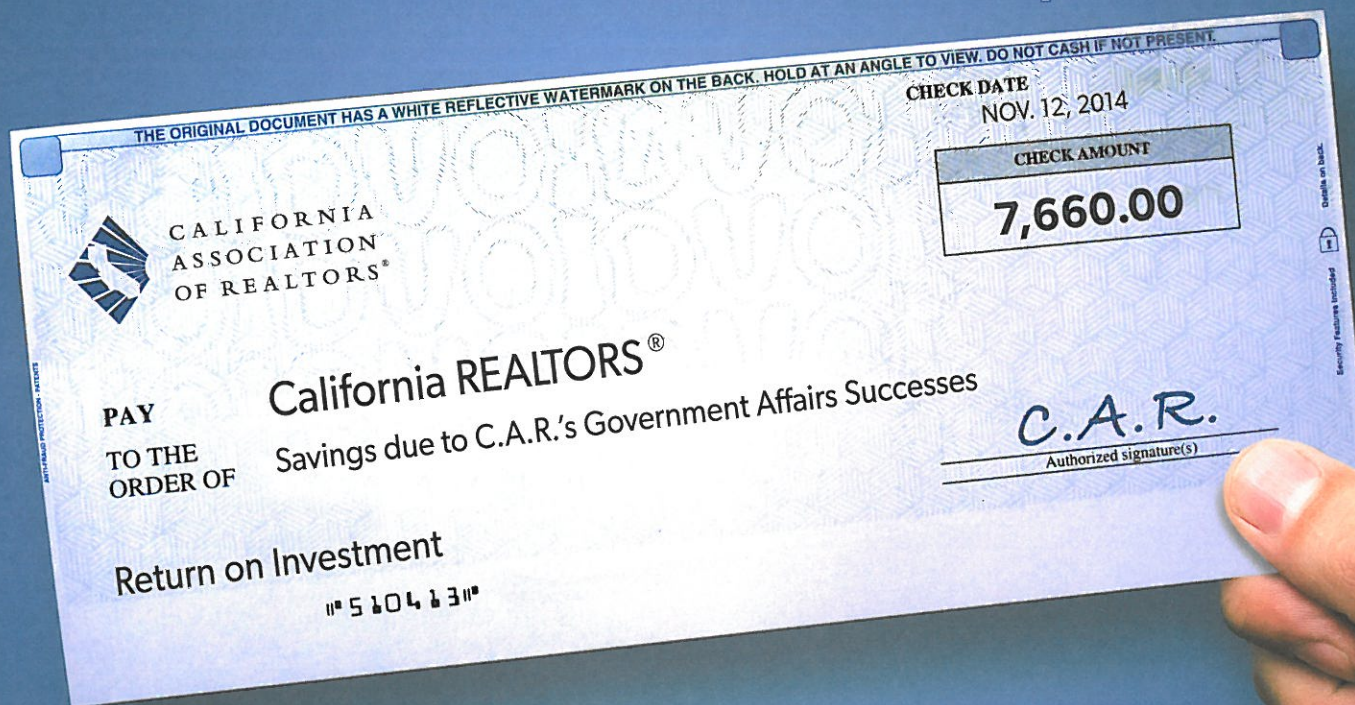 THE ORIGINAL DOCUMENT HAS A WHITE REFLECTIVE WATERMARK ON THE BACK. HOLD AT AN ANGLE TO VIEW. DO NOT CASH IF NOT PRESENT.
CHECK DATE
NOV. 12, 2014
CHECK AMOUNT
7,660.00
CALIFORNIA
ASSOCIATION
OF REALTORS®
PAY
TO THE
ORDER OF
California REALTORS®
Savings due to C.A.R.'s Government Affairs Successes
C.A.R.
Authorized signature(s)
Return on Investment
⑈510413⑈
ANTI-FRAUD PROTECTION - PATENTS
Security Features Included
Details on back.